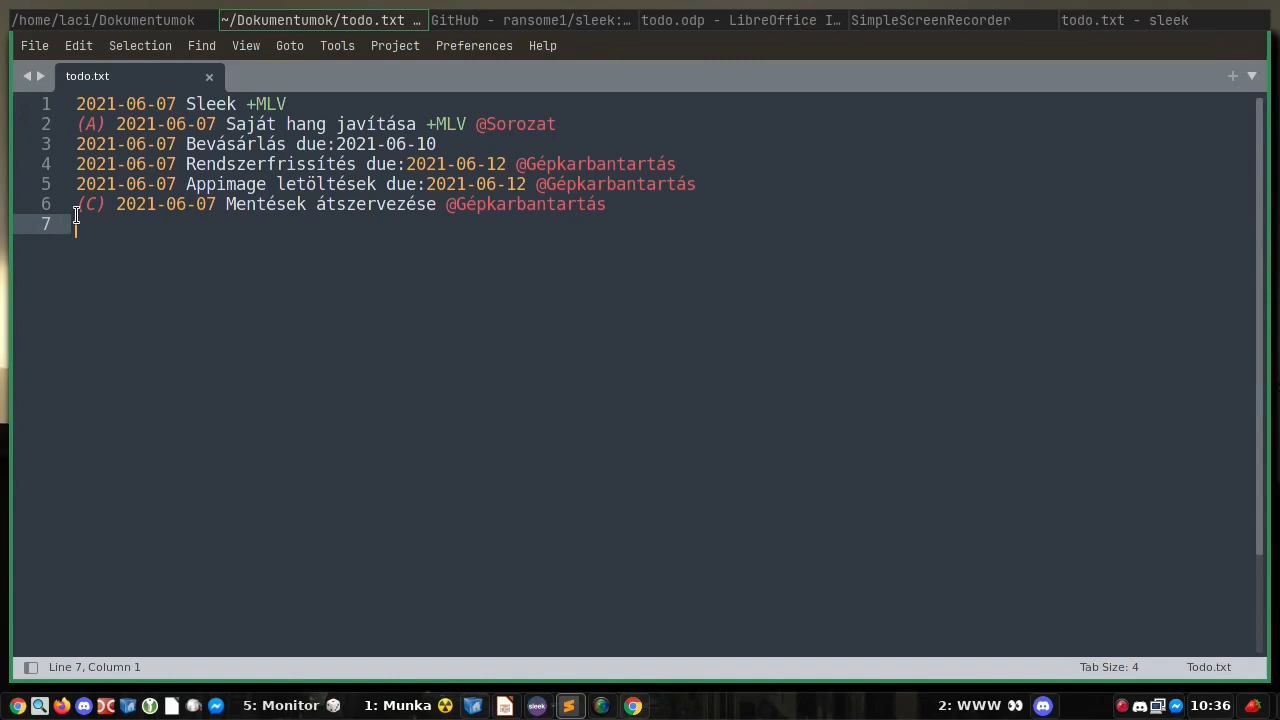 /home/laci/Dokumentumok
~/Dokumentumok/todo.txt …
GitHub - ransome1/sleek:…
todo.odp - LibreOffice I…
SimpleScreenRecorder
todo.txt - sleek
File Edit Selection Find View Goto Tools Project Preferences Help
todo.txt ×
1 2021-06-07 Sleek +MLV
2 (A) 2021-06-07 Saját hang javítása +MLV @Sorozat
3 2021-06-07 Bevásárlás due:2021-06-10
4 2021-06-07 Rendszerfrissítés due:2021-06-12 @Gépkarbantartás
5 2021-06-07 Appimage letöltések due:2021-06-12 @Gépkarbantartás
6 (C) 2021-06-07 Mentések átszervezése @Gépkarbantartás
7
Line 7, Column 1
Tab Size: 4
Todo.txt
5: Monitor
1: Munka
sleek
2: WWW
10:36